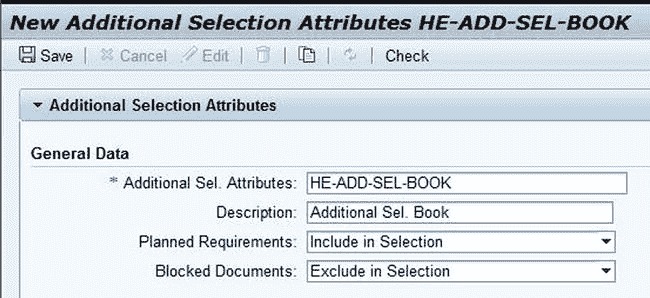 New Additional Selection Attributes HE-ADD-SEL-BOOK
Save Cancel Edit Check
Additional Selection Attributes
General Data
* Additional Sel. Attributes: HE-ADD-SEL-BOOK
Description: Additional Sel. Book
Planned Requirements: Include in Selection
Blocked Documents: Exclude in Selection